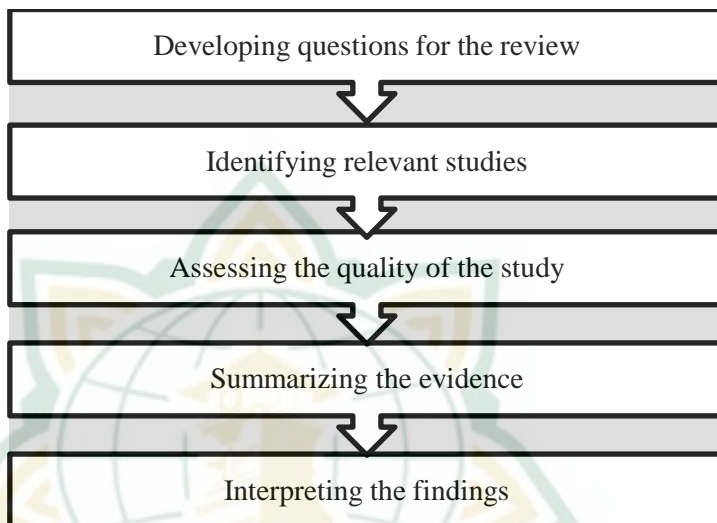 Developing questions for the review
Identifying relevant studies
Assessing the quality of the study
Summarizing the evidence
Interpreting the findings